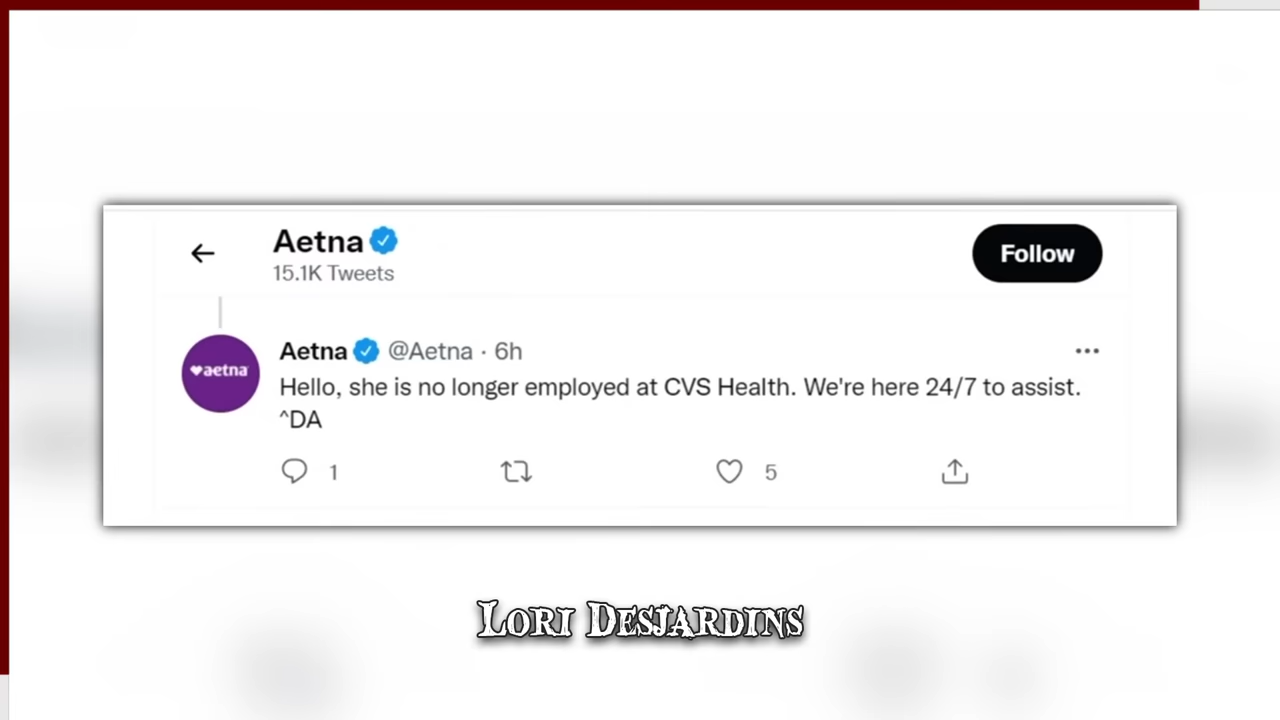 Aetna
15.1K Tweets
Follow
aetna
Aetna @Aetna · 6h
Hello, she is no longer employed at CVS Health. We're here 24/7 to assist.
^DA
1
5
Lori Desjardins